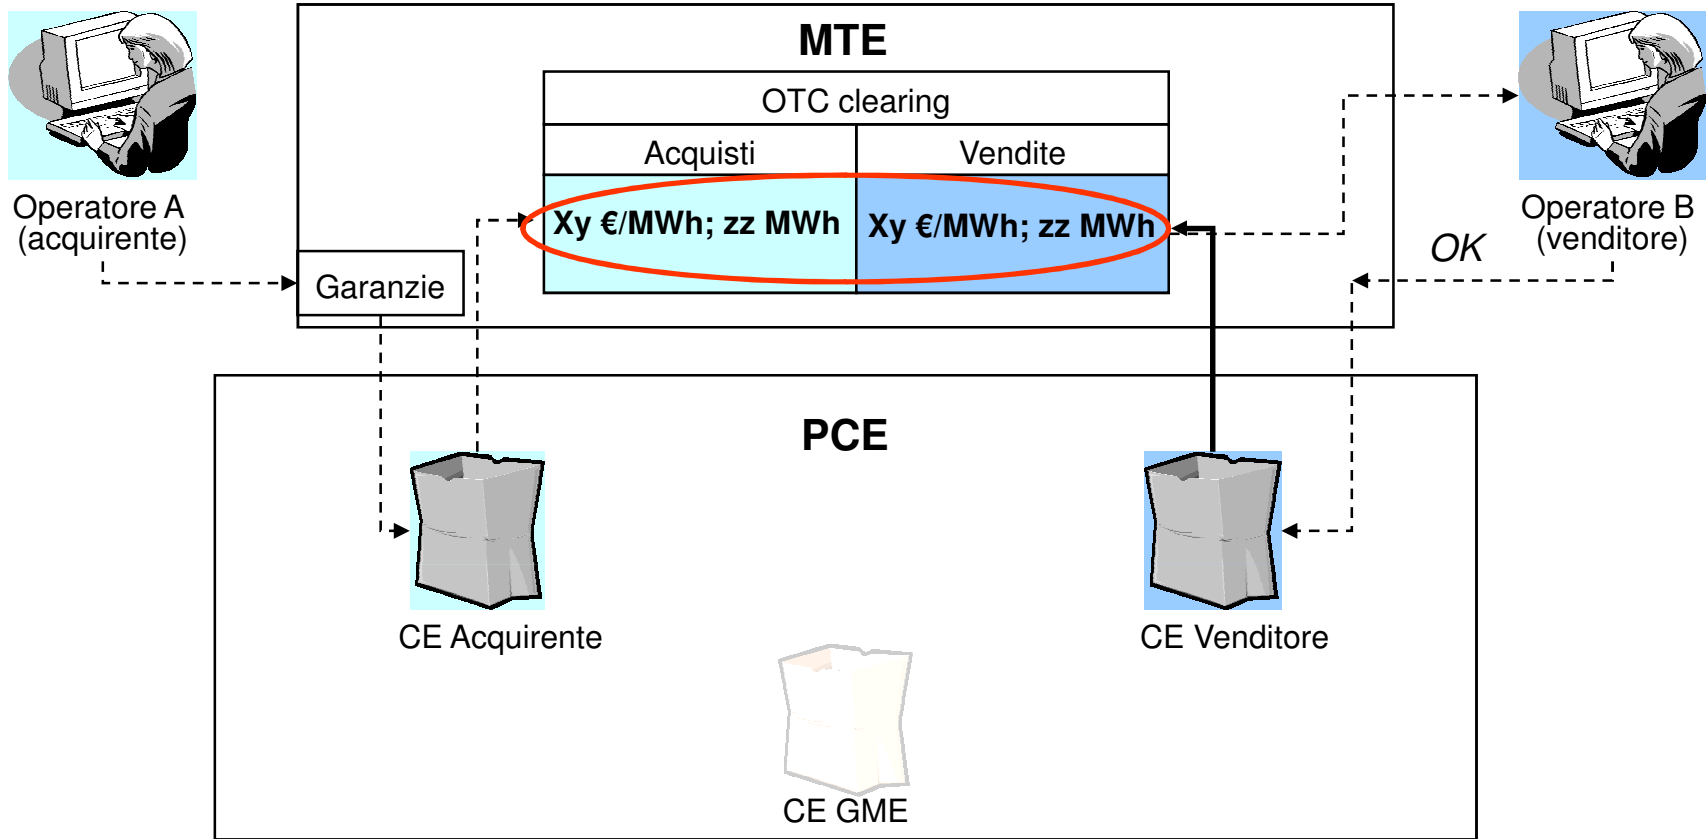 MTE
OTC clearing
Acquisti Vendite
Xy €/MWh; zz MWh Xy €/MWh; zz MWh
Operatore A
(acquirente)
Garanzie
Operatore B
(venditore)
OK
PCE
CE Acquirente
CE Venditore
CE GME